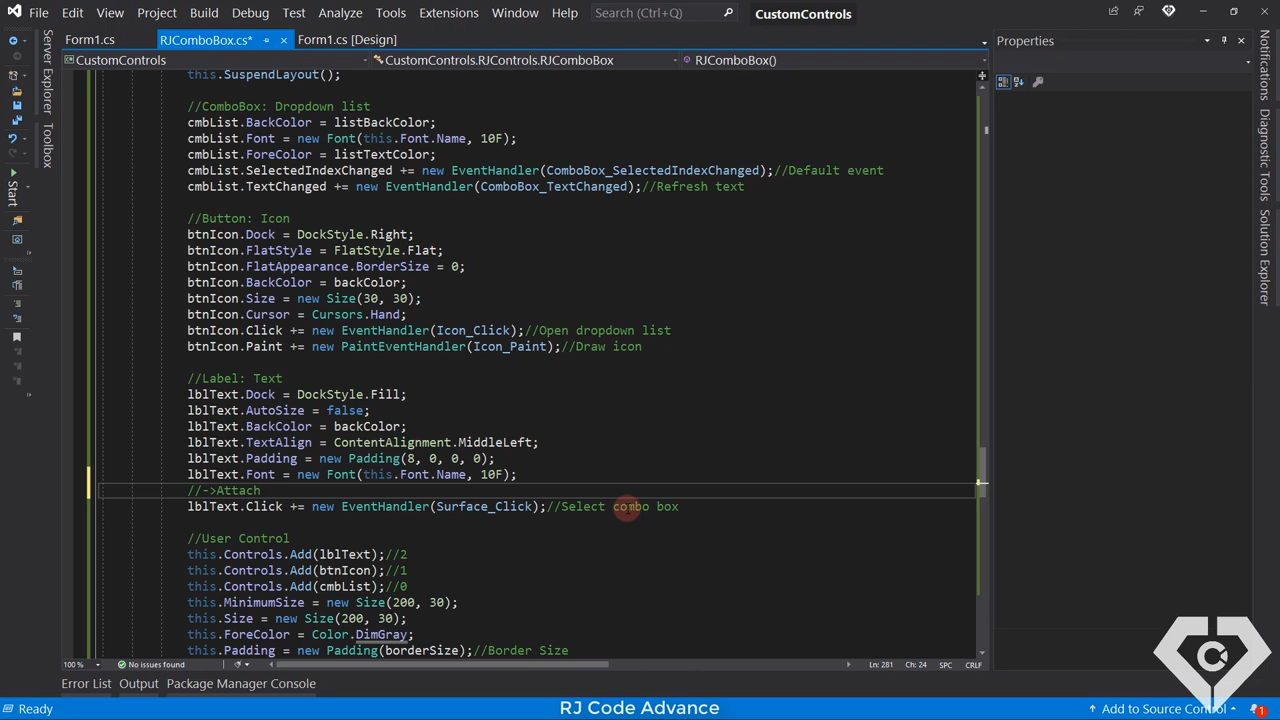 File Edit View Project Build Debug Test Analyze Tools Extensions Window Help Search (Ctrl+Q) CustomControls
Form1.cs RJComboBox.cs* Form1.cs [Design]
CustomControls CustomControls.RJControls.RJComboBox RJComboBox()
Properties
Server Explorer
Toolbox
Start
Notifications
Diagnostic Tools
Solution Explorer
this.SuspendLayout();
//ComboBox: Dropdown list
cmbList.BackColor = listBackColor;
cmbList.Font = new Font(this.Font.Name, 10F);
cmbList.ForeColor = listTextColor;
cmbList.SelectedIndexChanged += new EventHandler(ComboBox_SelectedIndexChanged);//Default event
cmbList.TextChanged += new EventHandler(ComboBox_TextChanged);//Refresh text
//Button: Icon
btnIcon.Dock = DockStyle.Right;
btnIcon.FlatStyle = FlatStyle.Flat;
btnIcon.FlatAppearance.BorderSize = 0;
btnIcon.BackColor = backColor;
btnIcon.Size = new Size(30, 30);
btnIcon.Cursor = Cursors.Hand;
btnIcon.Click += new EventHandler(Icon_Click);//Open dropdown list
btnIcon.Paint += new PaintEventHandler(Icon_Paint);//Draw icon
//Label: Text
lblText.Dock = DockStyle.Fill;
lblText.AutoSize = false;
lblText.BackColor = backColor;
lblText.TextAlign = ContentAlignment.MiddleLeft;
lblText.Padding = new Padding(8, 0, 0, 0);
lblText.Font = new Font(this.Font.Name, 10F);
//->Attach
lblText.Click += new EventHandler(Surface_Click);//Select combo box
//User Control
this.Controls.Add(lblText);//2
this.Controls.Add(btnIcon);//1
this.Controls.Add(cmbList);//0
this.MinimumSize = new Size(200, 30);
this.Size = new Size(200, 30);
this.ForeColor = Color.DimGray;
this.Padding = new Padding(borderSize);//Border Size
100 % No issues found Ln: 281 Ch: 24 SPC CRLF
Error List Output Package Manager Console
Ready RJ Code Advance Add to Source Control 1